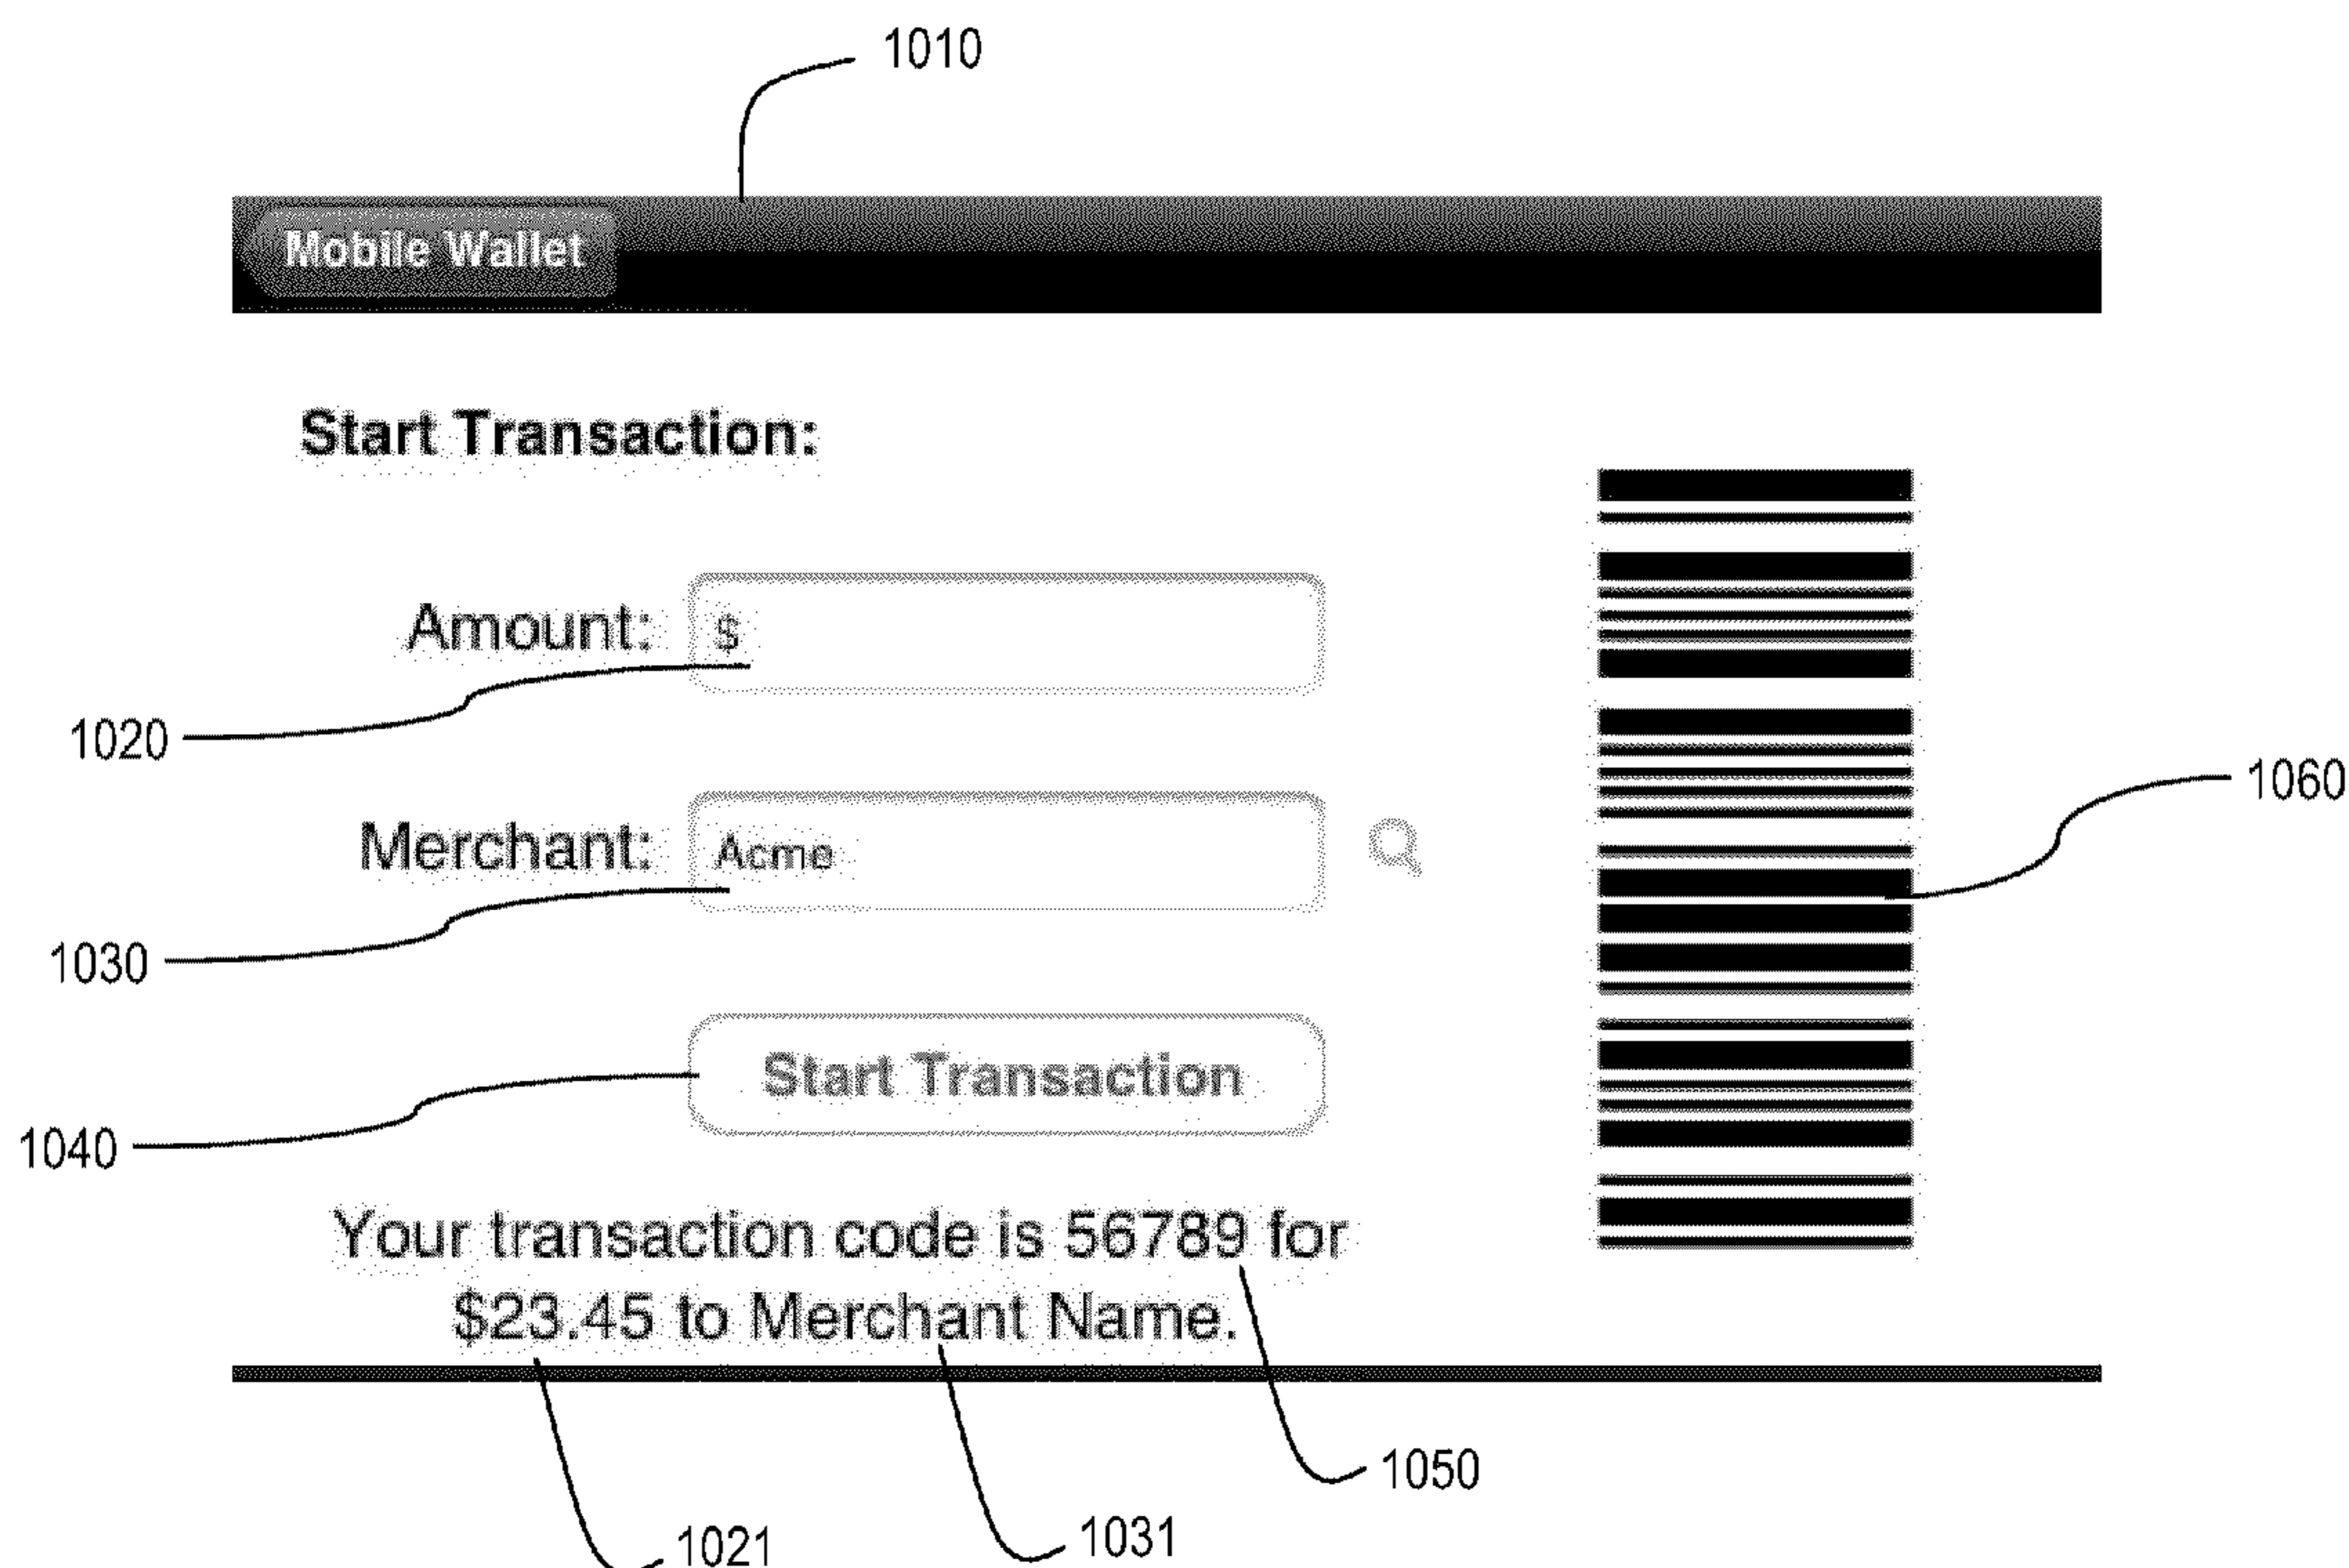 1010
Mobile Wallet
Start Transaction:
Amount: $
1020
1060
Merchant: Acme
1030
Start Transaction
1040
Your transaction code is 56789 for
$23.45 to Merchant Name.
1050
1031
1021